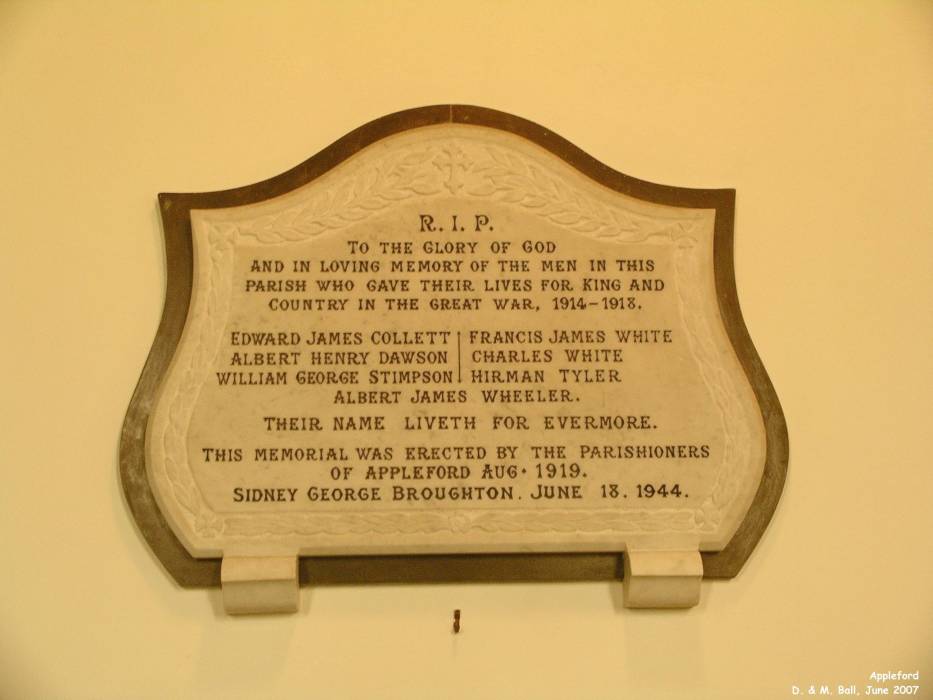 R. I. P.
TO THE GLORY OF GOD
AND IN LOVING MEMORY OF THE MEN IN THIS
PARISH WHO GAVE THEIR LIVES FOR KING AND
COUNTRY IN THE GREAT WAR, 1914-1918.
EDWARD JAMES COLLETT | FRANCIS JAMES WHITE
ALBERT HENRY DAWSON | CHARLES WHITE
WILLIAM GEORGE STIMPSON | HIRMAN TYLER
ALBERT JAMES WHEELER.
THEIR NAME LIVETH FOR EVERMORE.
THIS MEMORIAL WAS ERECTED BY THE PARISHIONERS
OF APPLEFORD AUG· 1919.
SIDNEY GEORGE BROUGHTON. JUNE 18. 1944.
Appleford
D. & M. Ball, June 2007